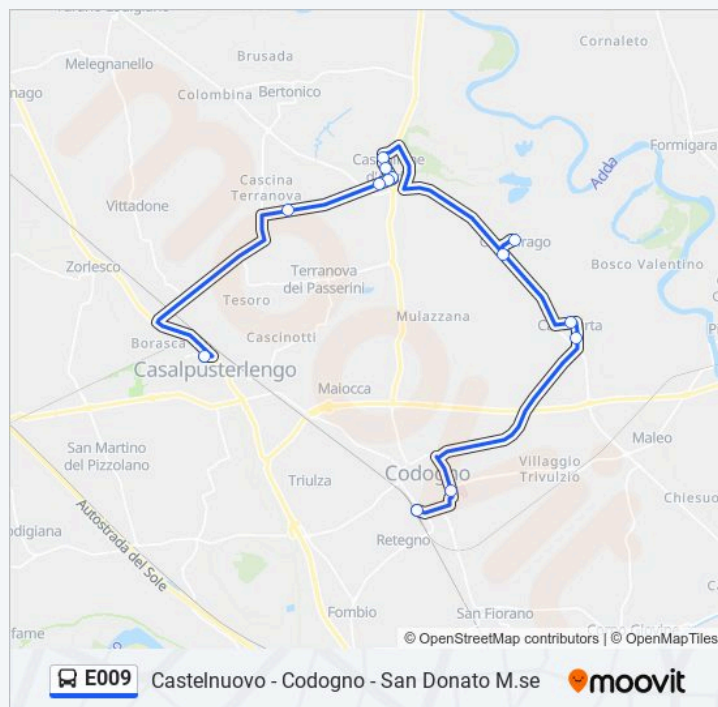 Cornaleto
Brusada
Melegnanello
Colombina
Bertonico
Formigara
Adda
Cascina
Terranova
Vittadone
Zorlesco
Terranova
dei Passerini
Bosco Valentino
Tesoro
Mulazzana
Borasca
Cascinotti
Casalpusterlengo
Maiocca
Maleo
San Martino
del Pizzolano
Codogno
Villaggio
Trivulzio
Triulza
Autostrada del Sole
Retegno
Fombio
San Fiorano
© OpenStreetMap contributors | © OpenMapTiles
E009 Castelnuovo - Codogno - San Donato M.se moovit